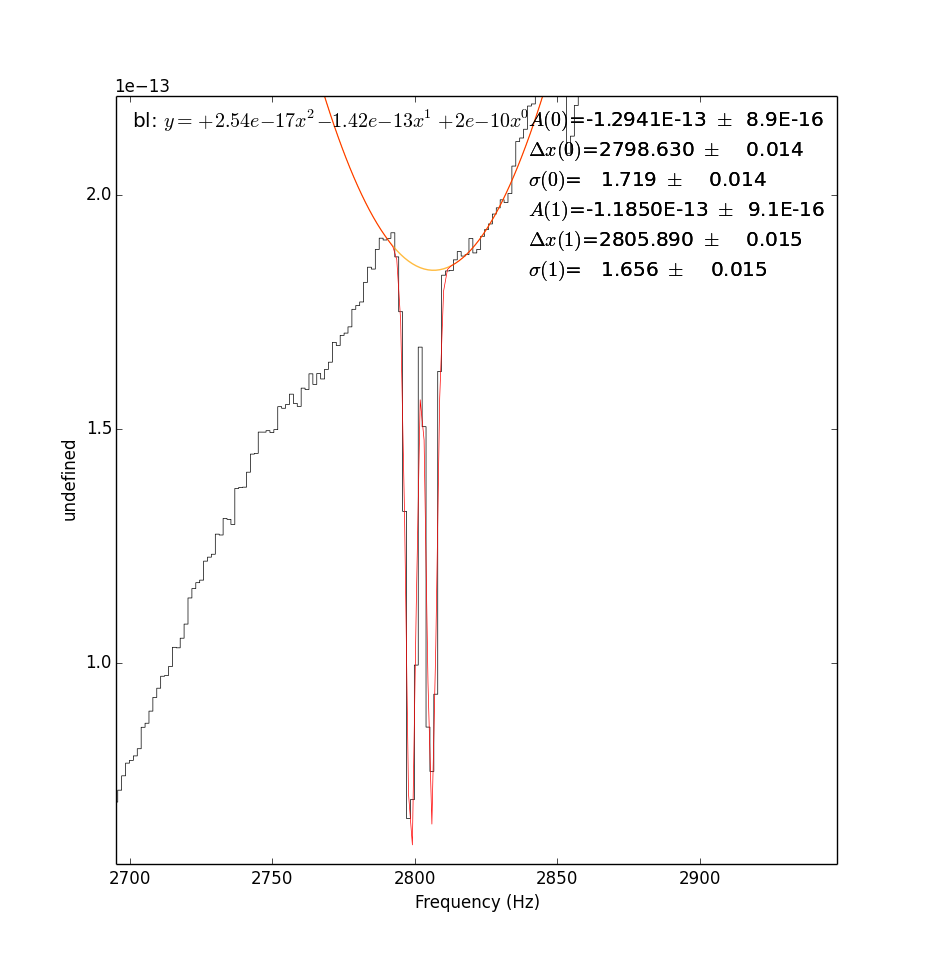 1e−13
bl: y = +2.54e−17x² −1.42e−13x¹ +2e−10x⁰
A(0)=-1.2941E-13 ± 8.9E-16
Δx(0)=2798.630 ± 0.014
σ(0)= 1.719 ± 0.014
A(1)=-1.1850E-13 ± 9.1E-16
Δx(1)=2805.890 ± 0.015
σ(1)= 1.656 ± 0.015
2.0
1.5
1.0
undefined
2700 2750 2800 2850 2900
Frequency (Hz)